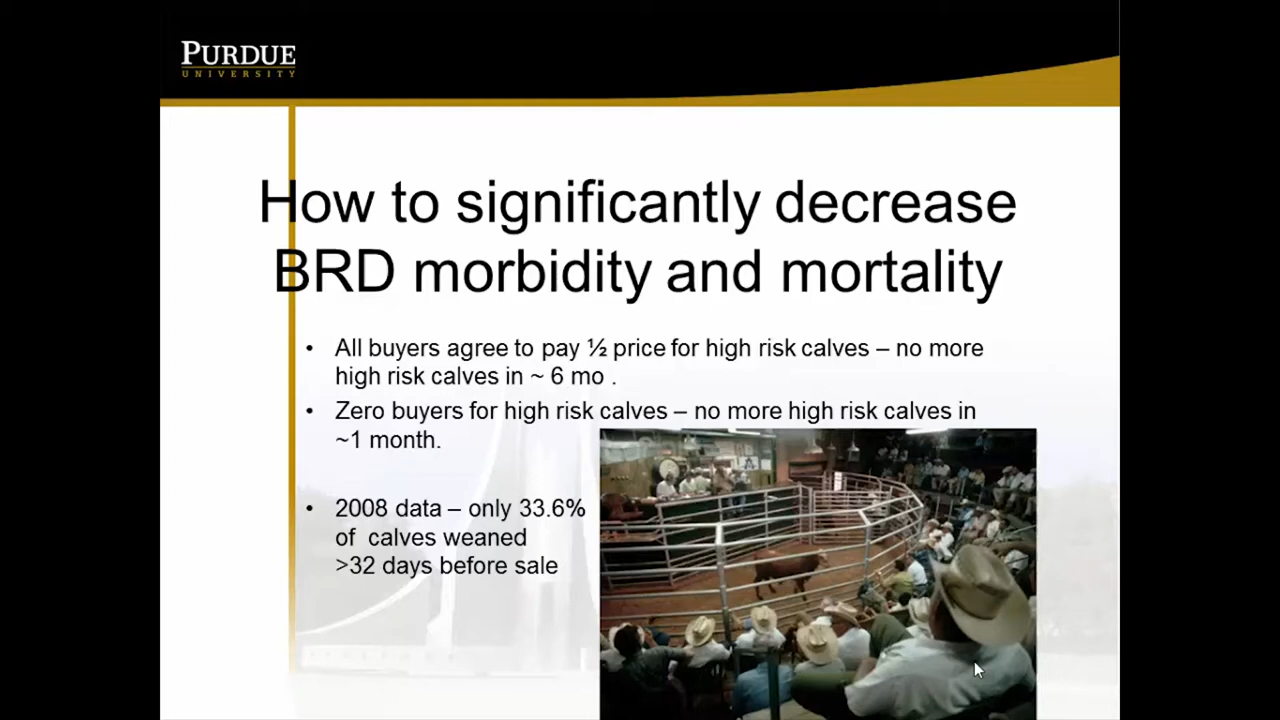 PURDUE
UNIVERSITY
How to significantly decrease
BRD morbidity and mortality
• All buyers agree to pay ½ price for high risk calves – no more
high risk calves in ~ 6 mo .
• Zero buyers for high risk calves – no more high risk calves in
~1 month.
• 2008 data – only 33.6%
of calves weaned
>32 days before sale